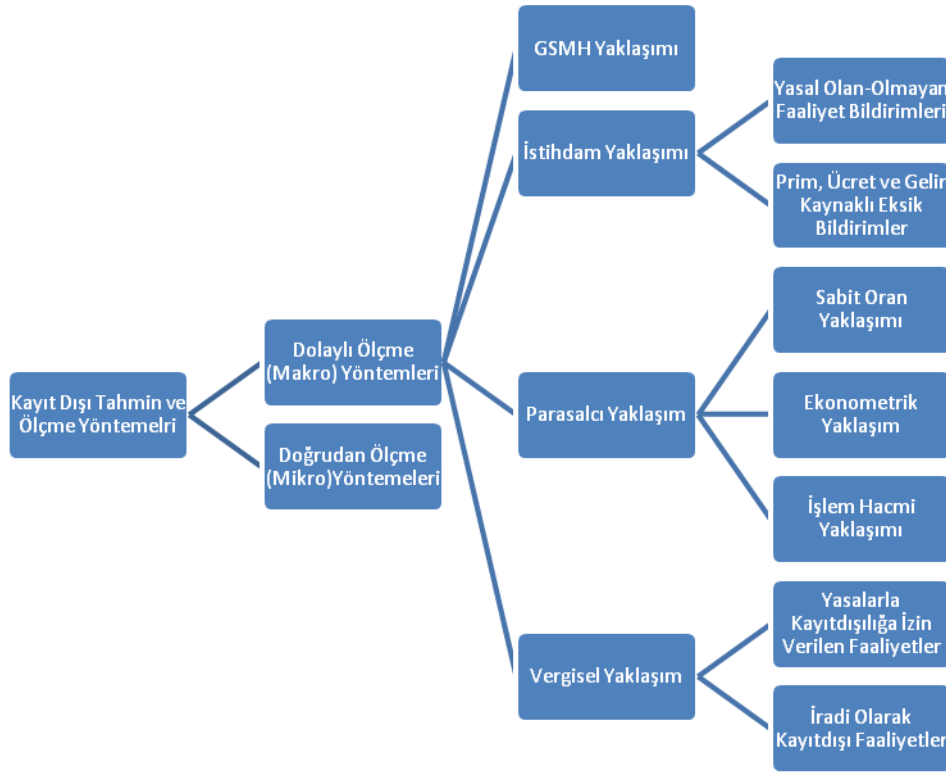 Kayıt Dışı Tahmin ve
Ölçme Yöntemelri
Dolaylı Ölçme
(Makro) Yöntemleri
Doğrudan Ölçme
(Mikro)Yöntemeleri
GSMH Yaklaşımı
İstihdam Yaklaşımı
Yasal Olan-Olmayan
Faaliyet Bildirimleri
Prim, Ücret ve Gelir
Kaynaklı Eksik
Bildirimler
Parasalcı Yaklaşım
Sabit Oran
Yaklaşımı
Ekonometrik
Yaklaşım
İşlem Hacmi
Yaklaşımı
Vergisel Yaklaşım
Yasalarla
Kayıtdışılığa İzin
Verilen Faaliyetler
İradi Olarak
Kayıtdışı Faaliyetler